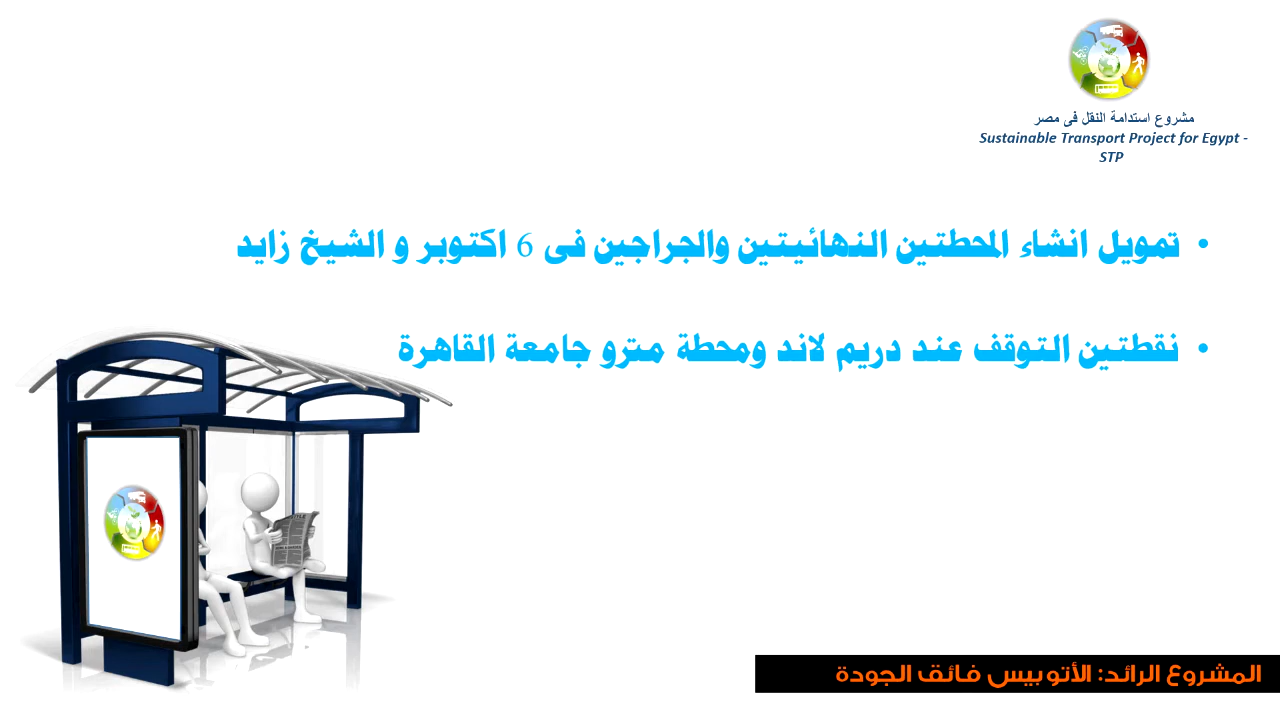 مشروع استدامة النقل فى مصر
Sustainable Transport Project for Egypt -
STP
• تمويل انشاء المحطتين النهائيتين والجراجين فى 6 اكتوبر و الشيخ زايد
• نقطتين التوقف عند دريم لاند ومحطة مترو جامعة القاهرة
المشروع الرائد: الأتوبيس فائق الجودة